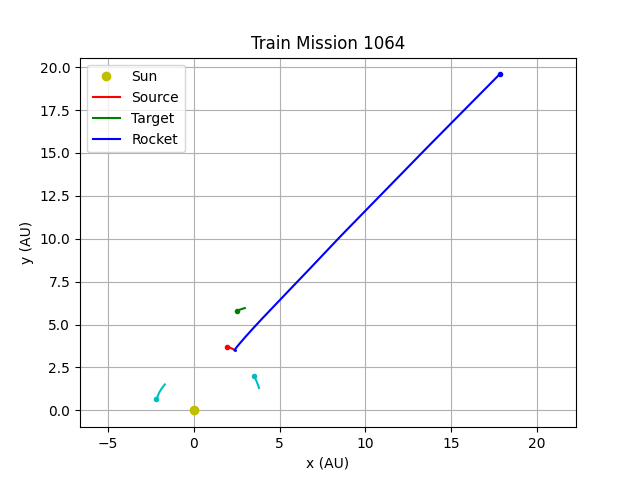 Train Mission 1064
Sun
Source
Target
Rocket
20.0
17.5
15.0
12.5
10.0
7.5
5.0
2.5
0.0
y (AU)
−5 0 5 10 15 20
x (AU)